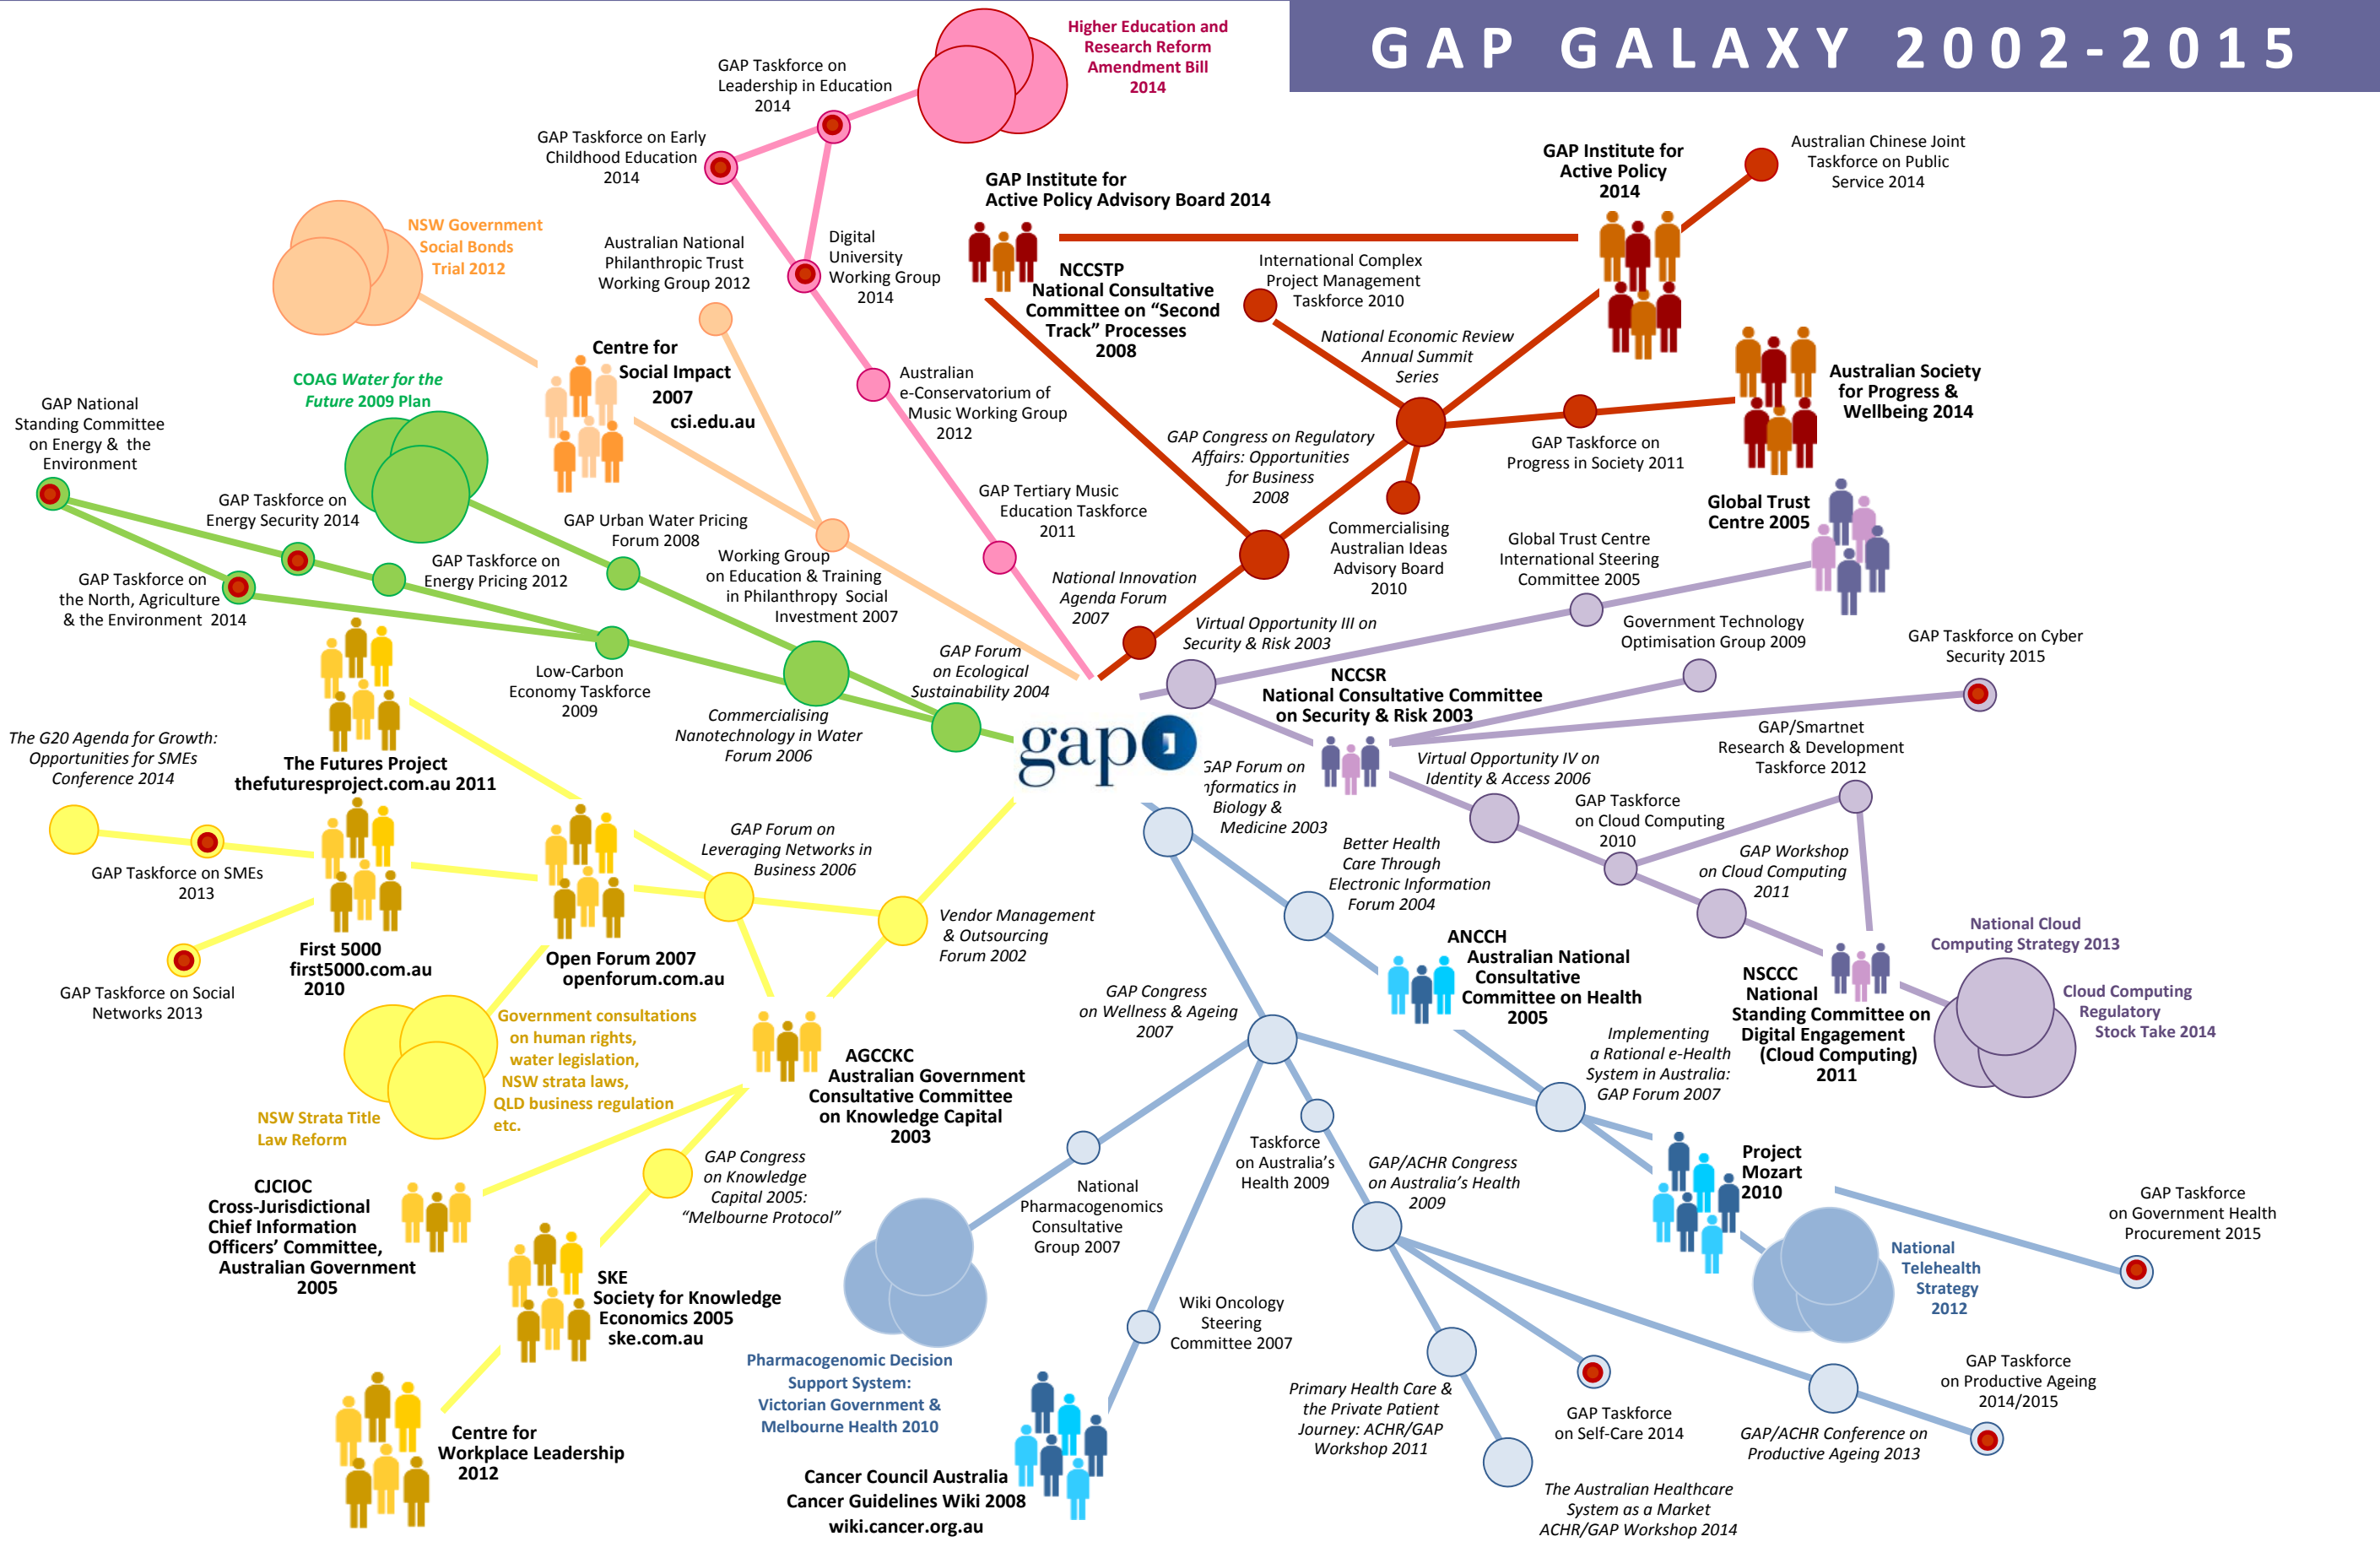 GAP GALAXY 2002-2015
Higher Education and
Research Reform
Amendment Bill
2014
GAP Taskforce on
Leadership in Education
2014
GAP Taskforce on Early
Childhood Education
2014
Digital
University
Working Group
2014
Australian
e-Conservatorium of
Music Working Group
2012
GAP Tertiary Music
Education Taskforce
2011
NSW Government
Social Bonds
Trial 2012
Australian National
Philanthropic Trust
Working Group 2012
Centre for
Social Impact
2007
csi.edu.au
Working Group
on Education & Training
in Philanthropy Social
Investment 2007
GAP Institute for
Active Policy Advisory Board 2014
GAP Institute for
Active Policy
2014
Australian Chinese Joint
Taskforce on Public
Service 2014
NCCSTP
National Consultative
Committee on “Second
Track” Processes
2008
International Complex
Project Management
Taskforce 2010
National Economic Review
Annual Summit
Series
Australian Society
for Progress &
Wellbeing 2014
GAP Taskforce on
Progress in Society 2011
GAP Congress on Regulatory
Affairs: Opportunities
for Business
2008
Commercialising
Australian Ideas
Advisory Board
2010
National Innovation
Agenda Forum
2007
COAG Water for the
Future 2009 Plan
GAP National
Standing Committee
on Energy & the
Environment
GAP Taskforce on
Energy Security 2014
GAP Taskforce on
Energy Pricing 2012
GAP Urban Water Pricing
Forum 2008
GAP Taskforce on
the North, Agriculture
& the Environment 2014
Low-Carbon
Economy Taskforce
2009
Commercialising
Nanotechnology in Water
Forum 2006
GAP Forum
on Ecological
Sustainability 2004
Global Trust
Centre 2005
Global Trust Centre
International Steering
Committee 2005
Virtual Opportunity III on
Security & Risk 2003
Government Technology
Optimisation Group 2009
GAP Taskforce on Cyber
Security 2015
NCCSR
National Consultative Committee
on Security & Risk 2003
GAP/Smartnet
Research & Development
Taskforce 2012
Virtual Opportunity IV on
Identity & Access 2006
GAP Taskforce
on Cloud Computing
2010
GAP Workshop
on Cloud Computing
2011
National Cloud
Computing Strategy 2013
Cloud Computing
Regulatory
Stock Take 2014
NSCCC
National
Standing Committee on
Digital Engagement
(Cloud Computing)
2011
gap
The G20 Agenda for Growth:
Opportunities for SMEs
Conference 2014
The Futures Project
thefuturesproject.com.au 2011
GAP Taskforce on SMEs
2013
First 5000
first5000.com.au
2010
GAP Taskforce on Social
Networks 2013
Open Forum 2007
openforum.com.au
GAP Forum on
Leveraging Networks in
Business 2006
Vendor Management
& Outsourcing
Forum 2002
Government consultations
on human rights,
water legislation,
NSW strata laws,
QLD business regulation
etc.
NSW Strata Title
Law Reform
AGCCKC
Australian Government
Consultative Committee
on Knowledge Capital
2003
CJCIOC
Cross-Jurisdictional
Chief Information
Officers’ Committee,
Australian Government
2005
GAP Congress
on Knowledge
Capital 2005:
“Melbourne Protocol”
SKE
Society for Knowledge
Economics 2005
ske.com.au
Centre for
Workplace Leadership
2012
GAP Forum on
nformatics in
Biology &
Medicine 2003
Better Health
Care Through
Electronic Information
Forum 2004
ANCCH
Australian National
Consultative
Committee on Health
2005
GAP Congress
on Wellness & Ageing
2007
Implementing
a Rational e-Health
System in Australia:
GAP Forum 2007
Project
Mozart
2010
National
Telehealth
Strategy
2012
GAP Taskforce
on Government Health
Procurement 2015
National
Pharmacogenomics
Consultative
Group 2007
Taskforce
on Australia’s
Health 2009
GAP/ACHR Congress
on Australia’s Health
2009
Pharmacogenomic Decision
Support System:
Victorian Government &
Melbourne Health 2010
Wiki Oncology
Steering
Committee 2007
Cancer Council Australia
Cancer Guidelines Wiki 2008
wiki.cancer.org.au
Primary Health Care &
the Private Patient
Journey: ACHR/GAP
Workshop 2011
GAP Taskforce
on Self-Care 2014
The Australian Healthcare
System as a Market
ACHR/GAP Workshop 2014
GAP/ACHR Conference on
Productive Ageing 2013
GAP Taskforce
on Productive Ageing
2014/2015